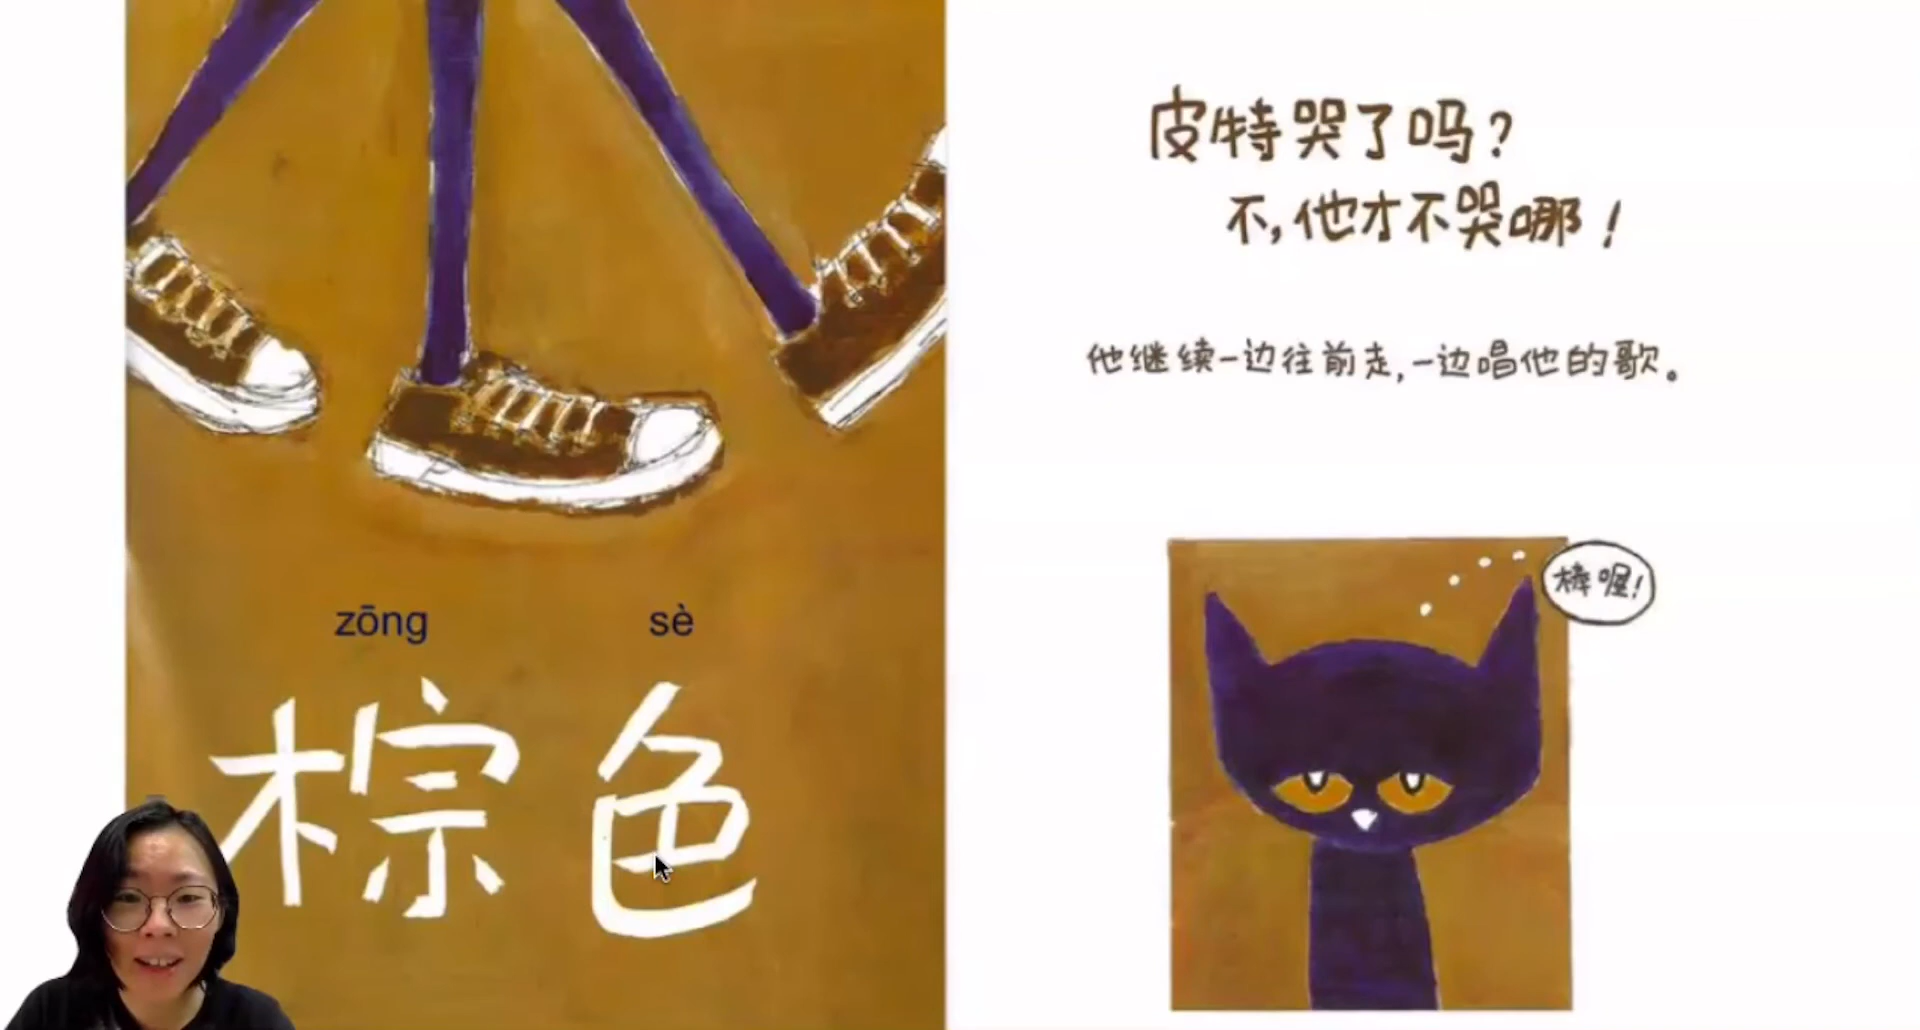 zōng sè
棕色
皮特哭了吗?
不,他才不哭哪!
他继续一边往前走,一边唱他的歌。
棒喔!